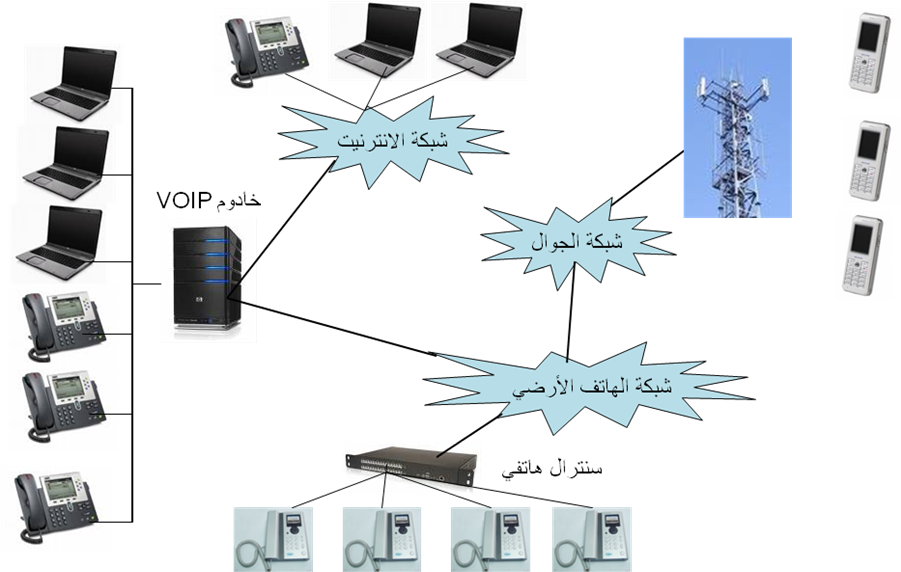 شبكة الانترنيت
خادوم VOIP
شبكة الجوال
شبكة الهاتف الأرضي
سنترال هاتفي